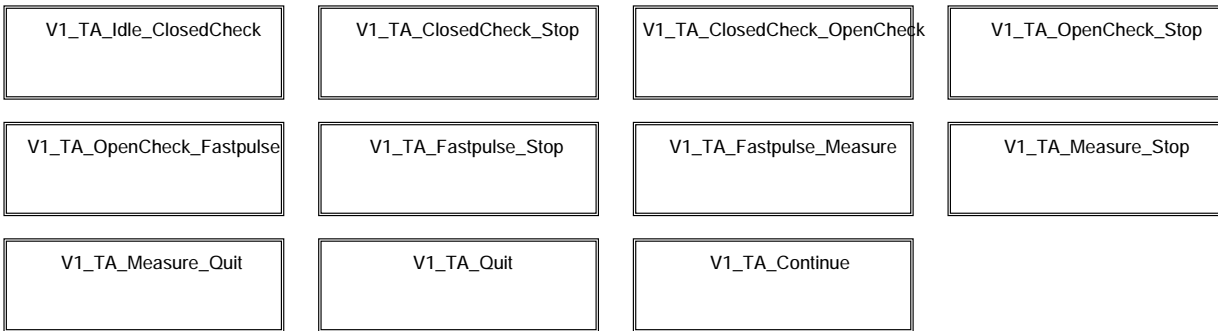 V1_TA_Idle_ClosedCheck
V1_TA_ClosedCheck_Stop
V1_TA_ClosedCheck_OpenCheck
V1_TA_OpenCheck_Stop
V1_TA_OpenCheck_Fastpulse
V1_TA_Fastpulse_Stop
V1_TA_Fastpulse_Measure
V1_TA_Measure_Stop
V1_TA_Measure_Quit
V1_TA_Quit
V1_TA_Continue